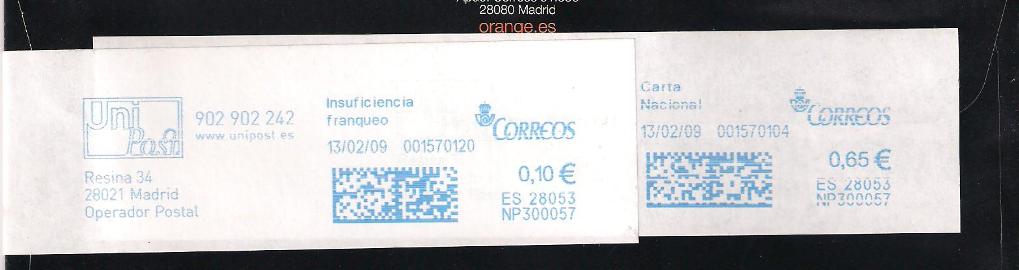 28080 Madrid
orange.es
Uni
Post
902 902 242
www.unipost.es
Resina 34
28021 Madrid
Operador Postal
Insuficiencia
franqueo
13/02/09 001570120
CORREOS
0,10 €
ES 28053
NP300057
Carta
Nacional
13/02/09 001570104
CORREOS
0,65 €
ES 28053
NP300057